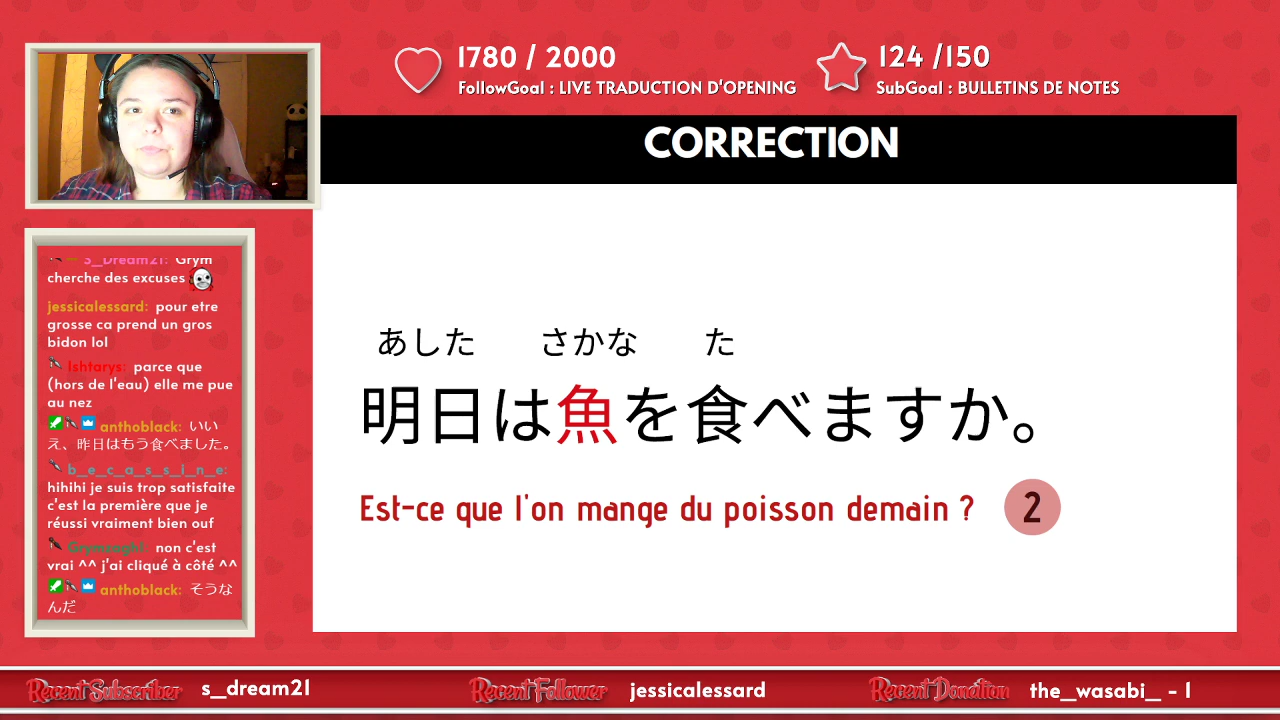 1780 / 2000
FollowGoal : LIVE TRADUCTION D'OPENING
124 /150
SubGoal : BULLETINS DE NOTES
CORRECTION
あした さかな た
明日は魚を食べますか。
Est-ce que l'on mange du poisson demain ? 2
S_Dream21: Grym
cherche des excuses
jessicalessard: pour etre
grosse ca prend un gros
bidon lol
Ishtarys: parce que
(hors de l'eau) elle me pue
au nez
anthoblack: いい
え、昨日はもう食べました。
b_e_c_a_s_s_i_n_e:
hihihi je suis trop satisfaite
c'est la première que je
réussi vraiment bien ouf
non c'est
vrai ^^ j'ai cliqué à côté ^^
anthoblack: そうな
んだ
Recent Subscriber s_dream21
Recent Follower jessicalessard
Recent Donation the_wasabi_ - 1